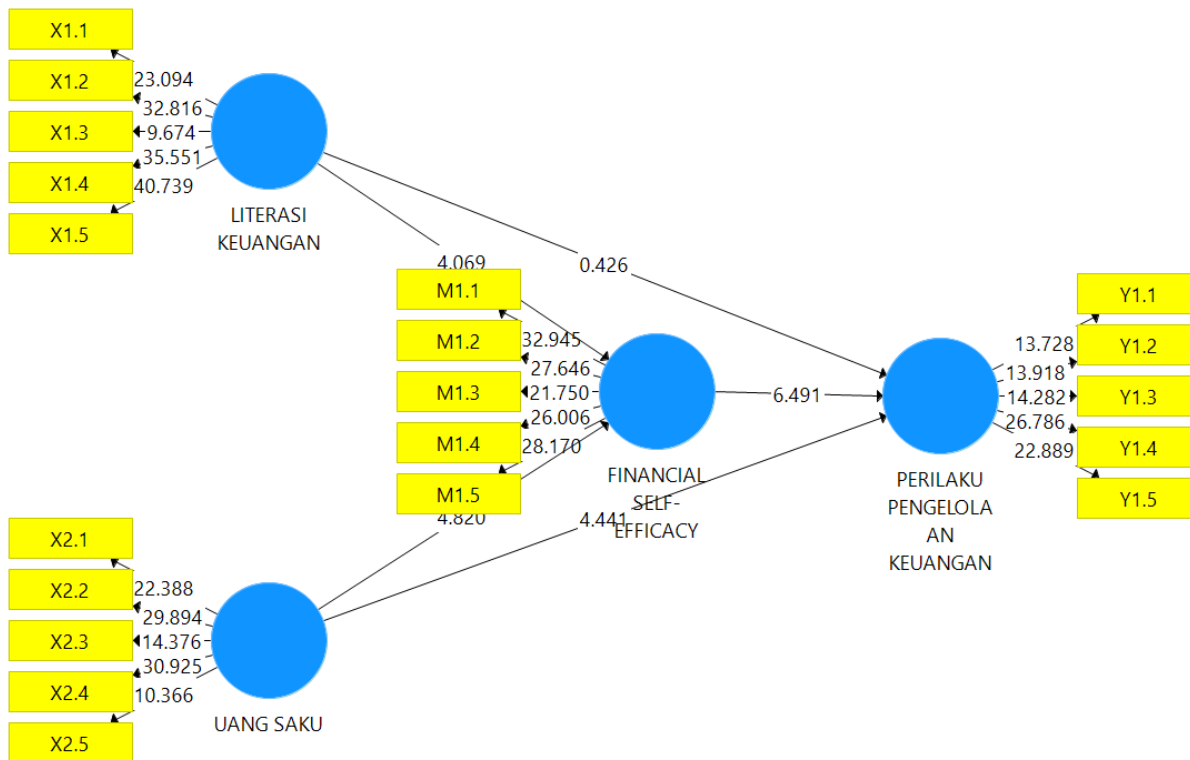 X1.1
X1.2
X1.3
X1.4
X1.5
23.094
32.816
9.674
35.551
40.739
LITERASI
KEUANGAN
4.069
0.426
M1.1
M1.2
M1.3
M1.4
M1.5
32.945
27.646
21.750
26.006
28.170
FINANCIAL
SELF-
EFFICACY
6.491
4.820
4.441
Y1.1
Y1.2
Y1.3
Y1.4
Y1.5
13.728
13.918
14.282
26.786
22.889
PERILAKU
PENGELOLA
AN
KEUANGAN
X2.1
X2.2
X2.3
X2.4
X2.5
22.388
29.894
14.376
30.925
10.366
UANG SAKU